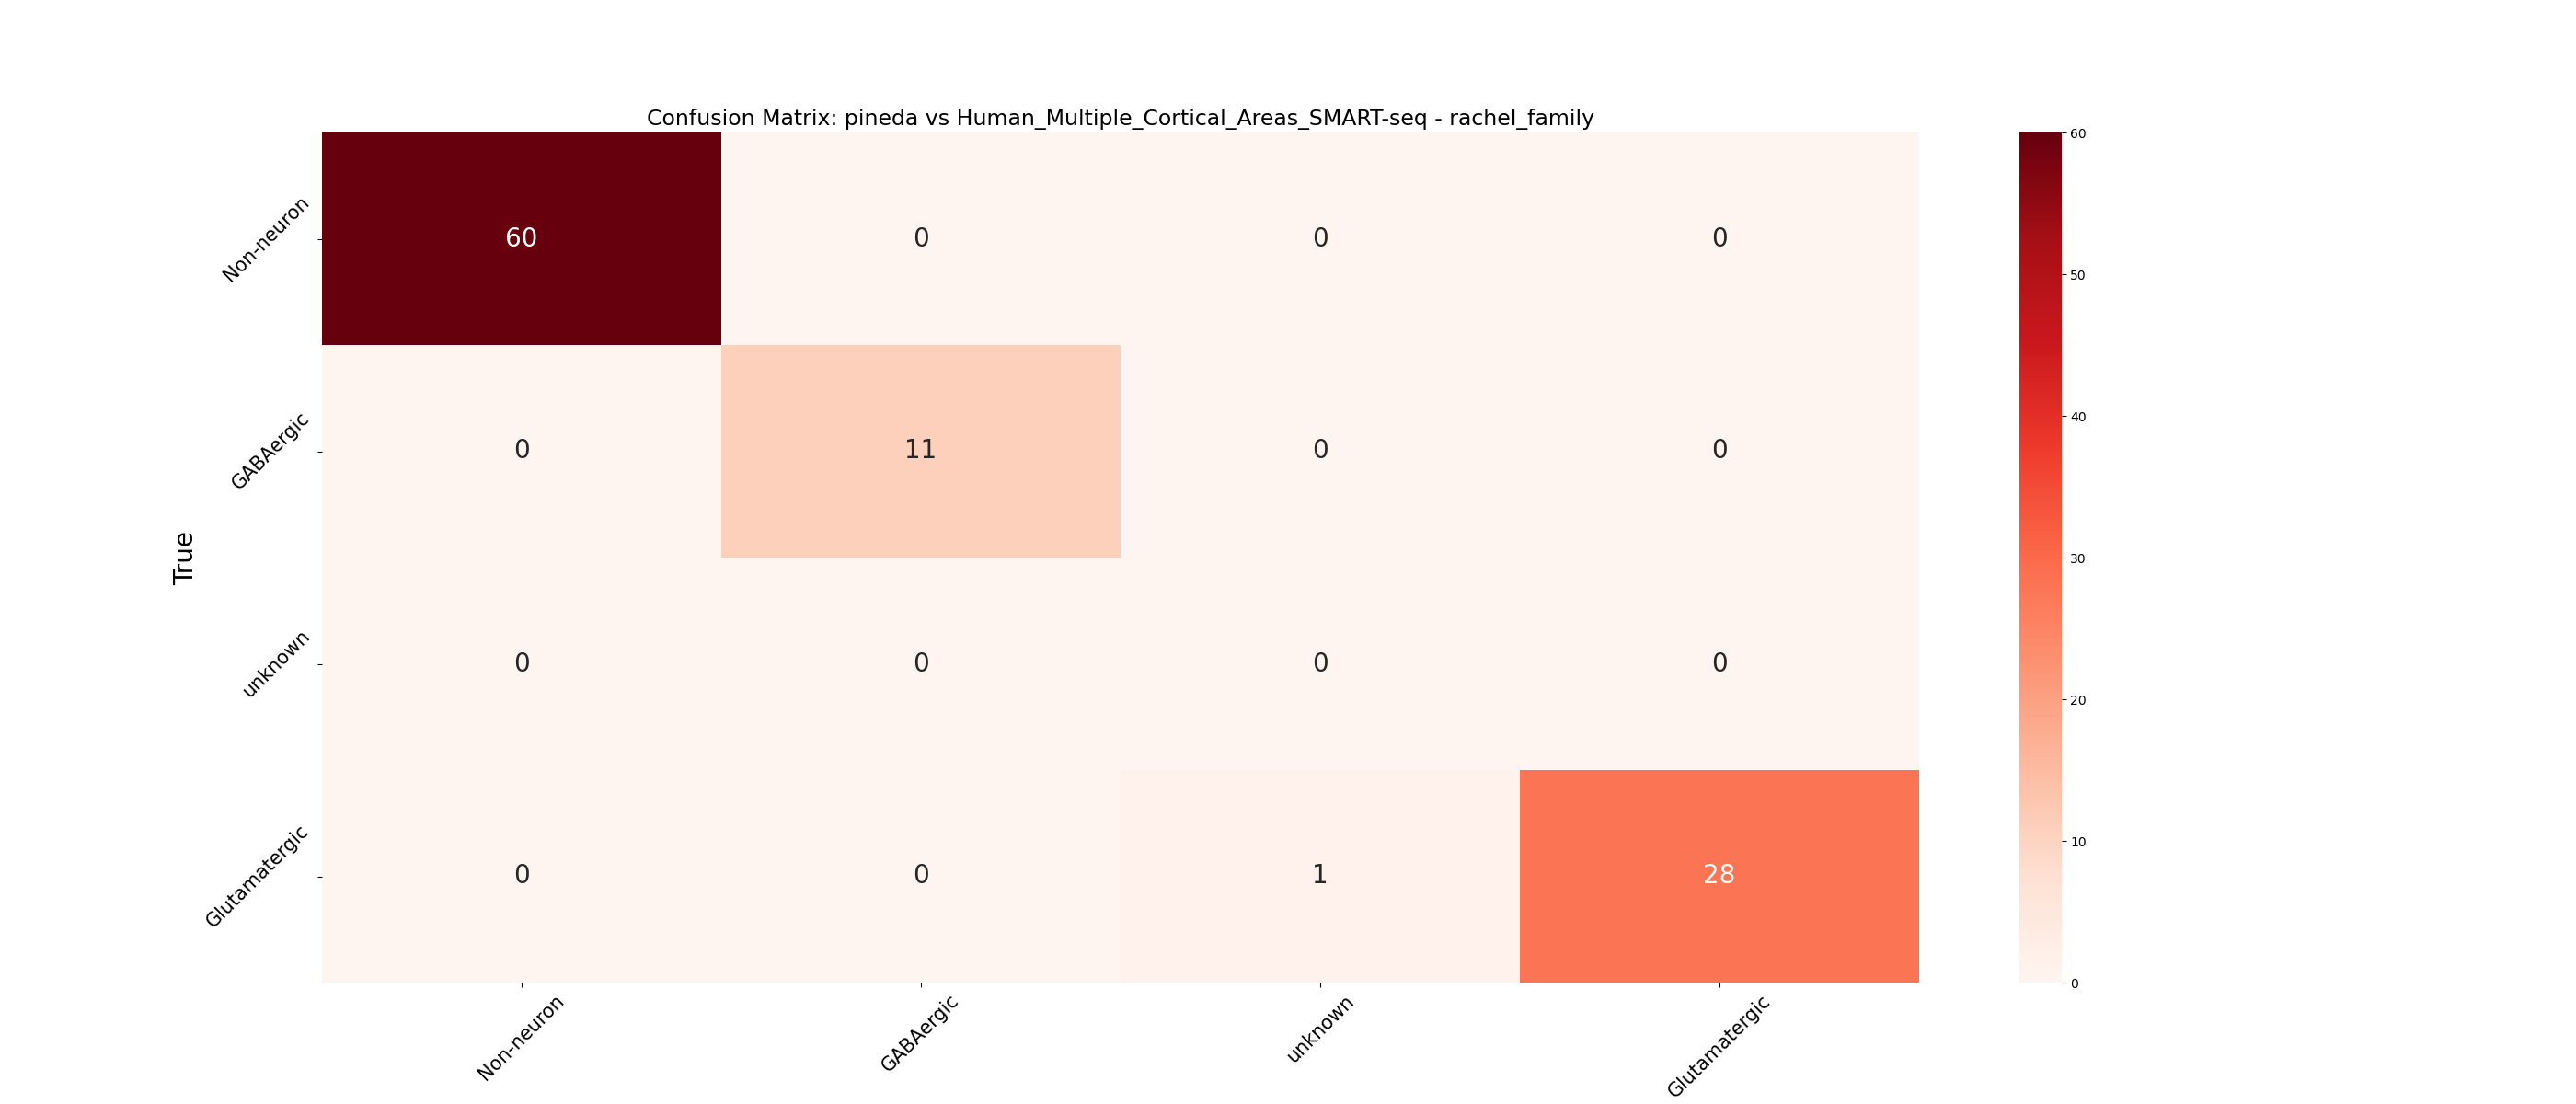 Confusion Matrix: pineda vs Human_Multiple_Cortical_Areas_SMART-seq - rachel_family
60
Non-neuron
60
0
0
0
50
GABAergic
0
11
0
0
40
True
30
unknown
0
0
0
0
20
10
Glutamatergic
0
0
1
28
0
Non-neuron
GABAergic
unknown
Glutamatergic